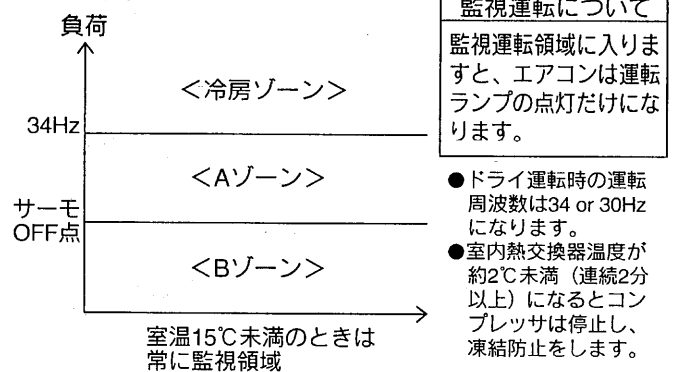 負荷
34Hz
サーモ
OFF点
＜冷房ゾーン＞
＜Aゾーン＞
＜Bゾーン＞
室温15℃未満のときは
常に監視領域
監視運転について
監視運転領域に入りま
すと、エアコンは運転
ランプの点灯だけにな
ります。
●ドライ運転時の運転
周波数は34 or 30Hz
になります。
●室内熱交換器温度が
約2℃未満（連続2分
以上）になるとコン
プレッサは停止し、
凍結防止をします。